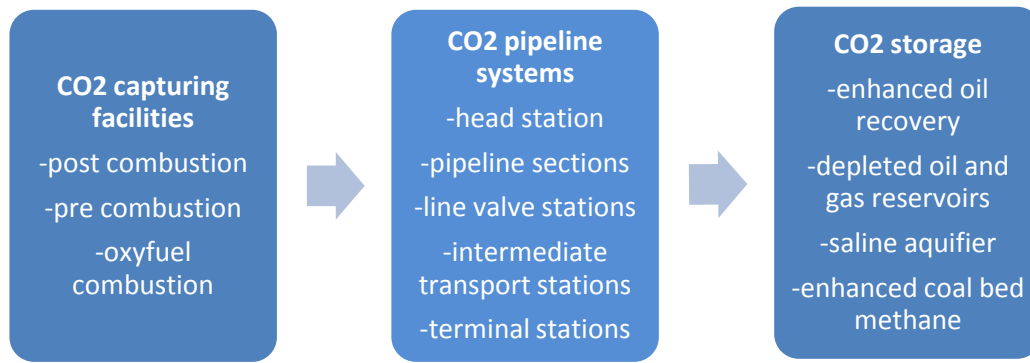 CO2 capturing
facilities
-post combustion
-pre combustion
-oxyfuel
combustion
CO2 pipeline
systems
-head station
-pipeline sections
-line valve stations
-intermediate
transport stations
-terminal stations
CO2 storage
-enhanced oil
recovery
-depleted oil and
gas reservoirs
-saline aquifier
-enhanced coal bed
methane